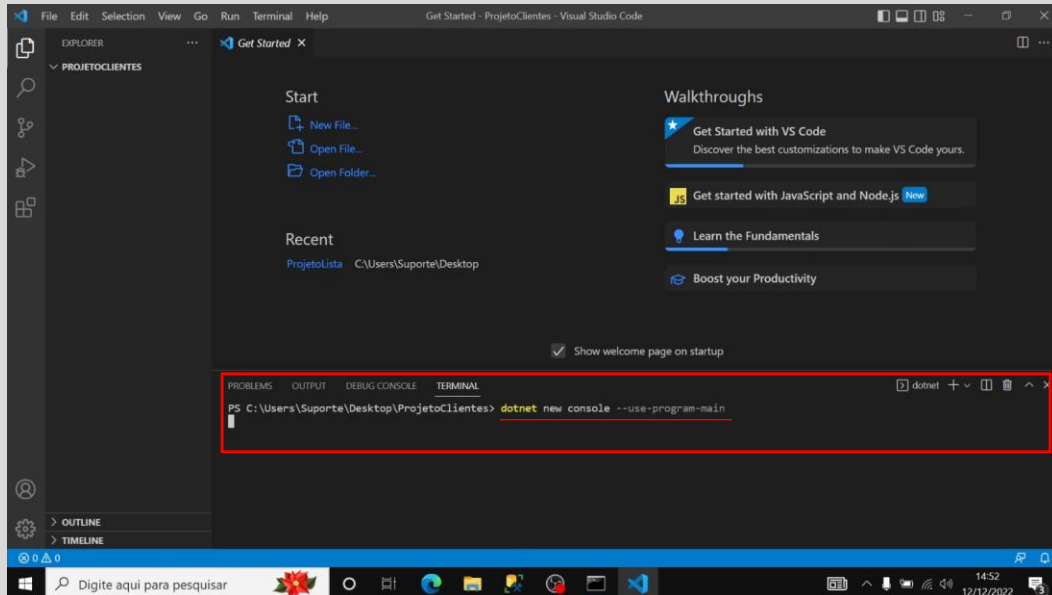 File Edit Selection View Go Run Terminal Help
Get Started - ProjetoClientes - Visual Studio Code
EXPLORER
Get Started
PROJETOCLIENTES
Start
New File...
Open File...
Open Folder...
Recent
ProjetoLista C:\Users\Suporte\Desktop
Walkthroughs
Get Started with VS Code
Discover the best customizations to make VS Code yours.
JS Get started with JavaScript and Node.js New
Learn the Fundamentals
Boost your Productivity
Show welcome page on startup
PROBLEMS OUTPUT DEBUG CONSOLE TERMINAL
dotnet
PS C:\Users\Suporte\Desktop\ProjetoClientes> dotnet new console --use-program-main
OUTLINE
TIMELINE
0 0
Digite aqui para pesquisar
14:52
12/12/2022
3